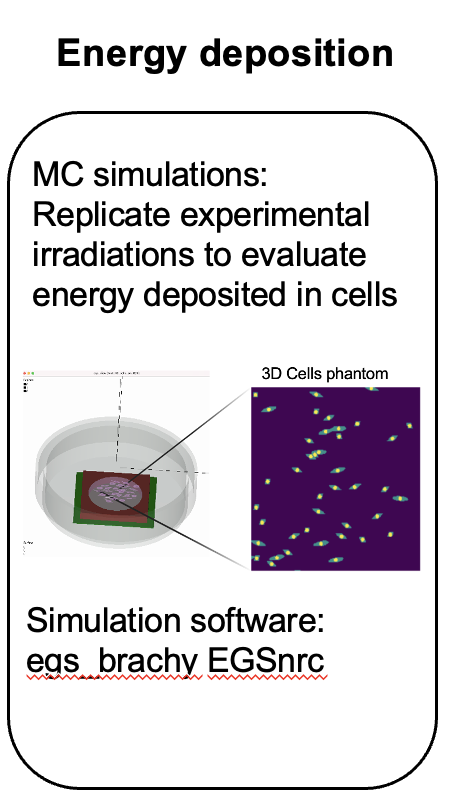 Energy deposition
MC simulations:
Replicate experimental
irradiations to evaluate
energy deposited in cells
3D Cells phantom
Simulation software:
egs_brachy EGSnrc